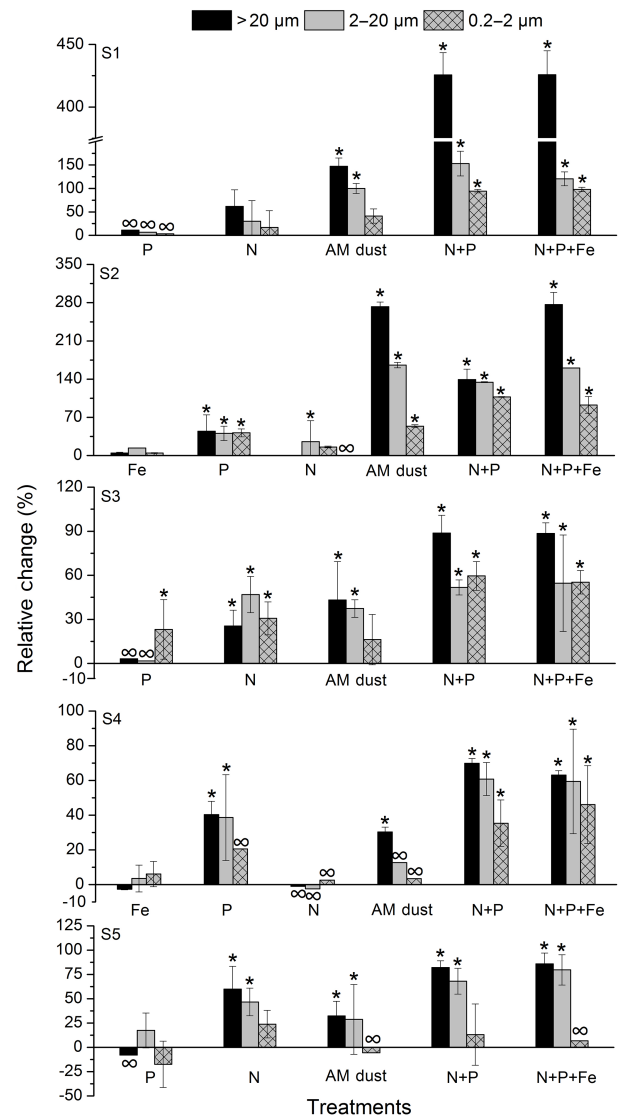 >20 μm 2–20 μm 0.2–2 μm
S1
450
400
150
100
50
0
∞ ∞ ∞
* *
* *
* * *
P N AM dust N+P N+P+Fe
S2
350
280
210
140
70
0
* * *
* ∞
* * *
* * *
* * *
Fe P N AM dust N+P N+P+Fe
Relative change (%)
S3
120
90
60
30
0
-10
∞ ∞ *
* * *
* *
* * *
* * *
P N AM dust N+P N+P+Fe
S4
100
80
60
40
20
0
-10
* * ∞
∞ ∞ ∞
* ∞ ∞
* * *
* * *
Fe P N AM dust N+P N+P+Fe
S5
100
75
50
25
0
-25
-50
∞
* *
* * ∞
* *
* * ∞
P N AM dust N+P N+P+Fe
Treatments